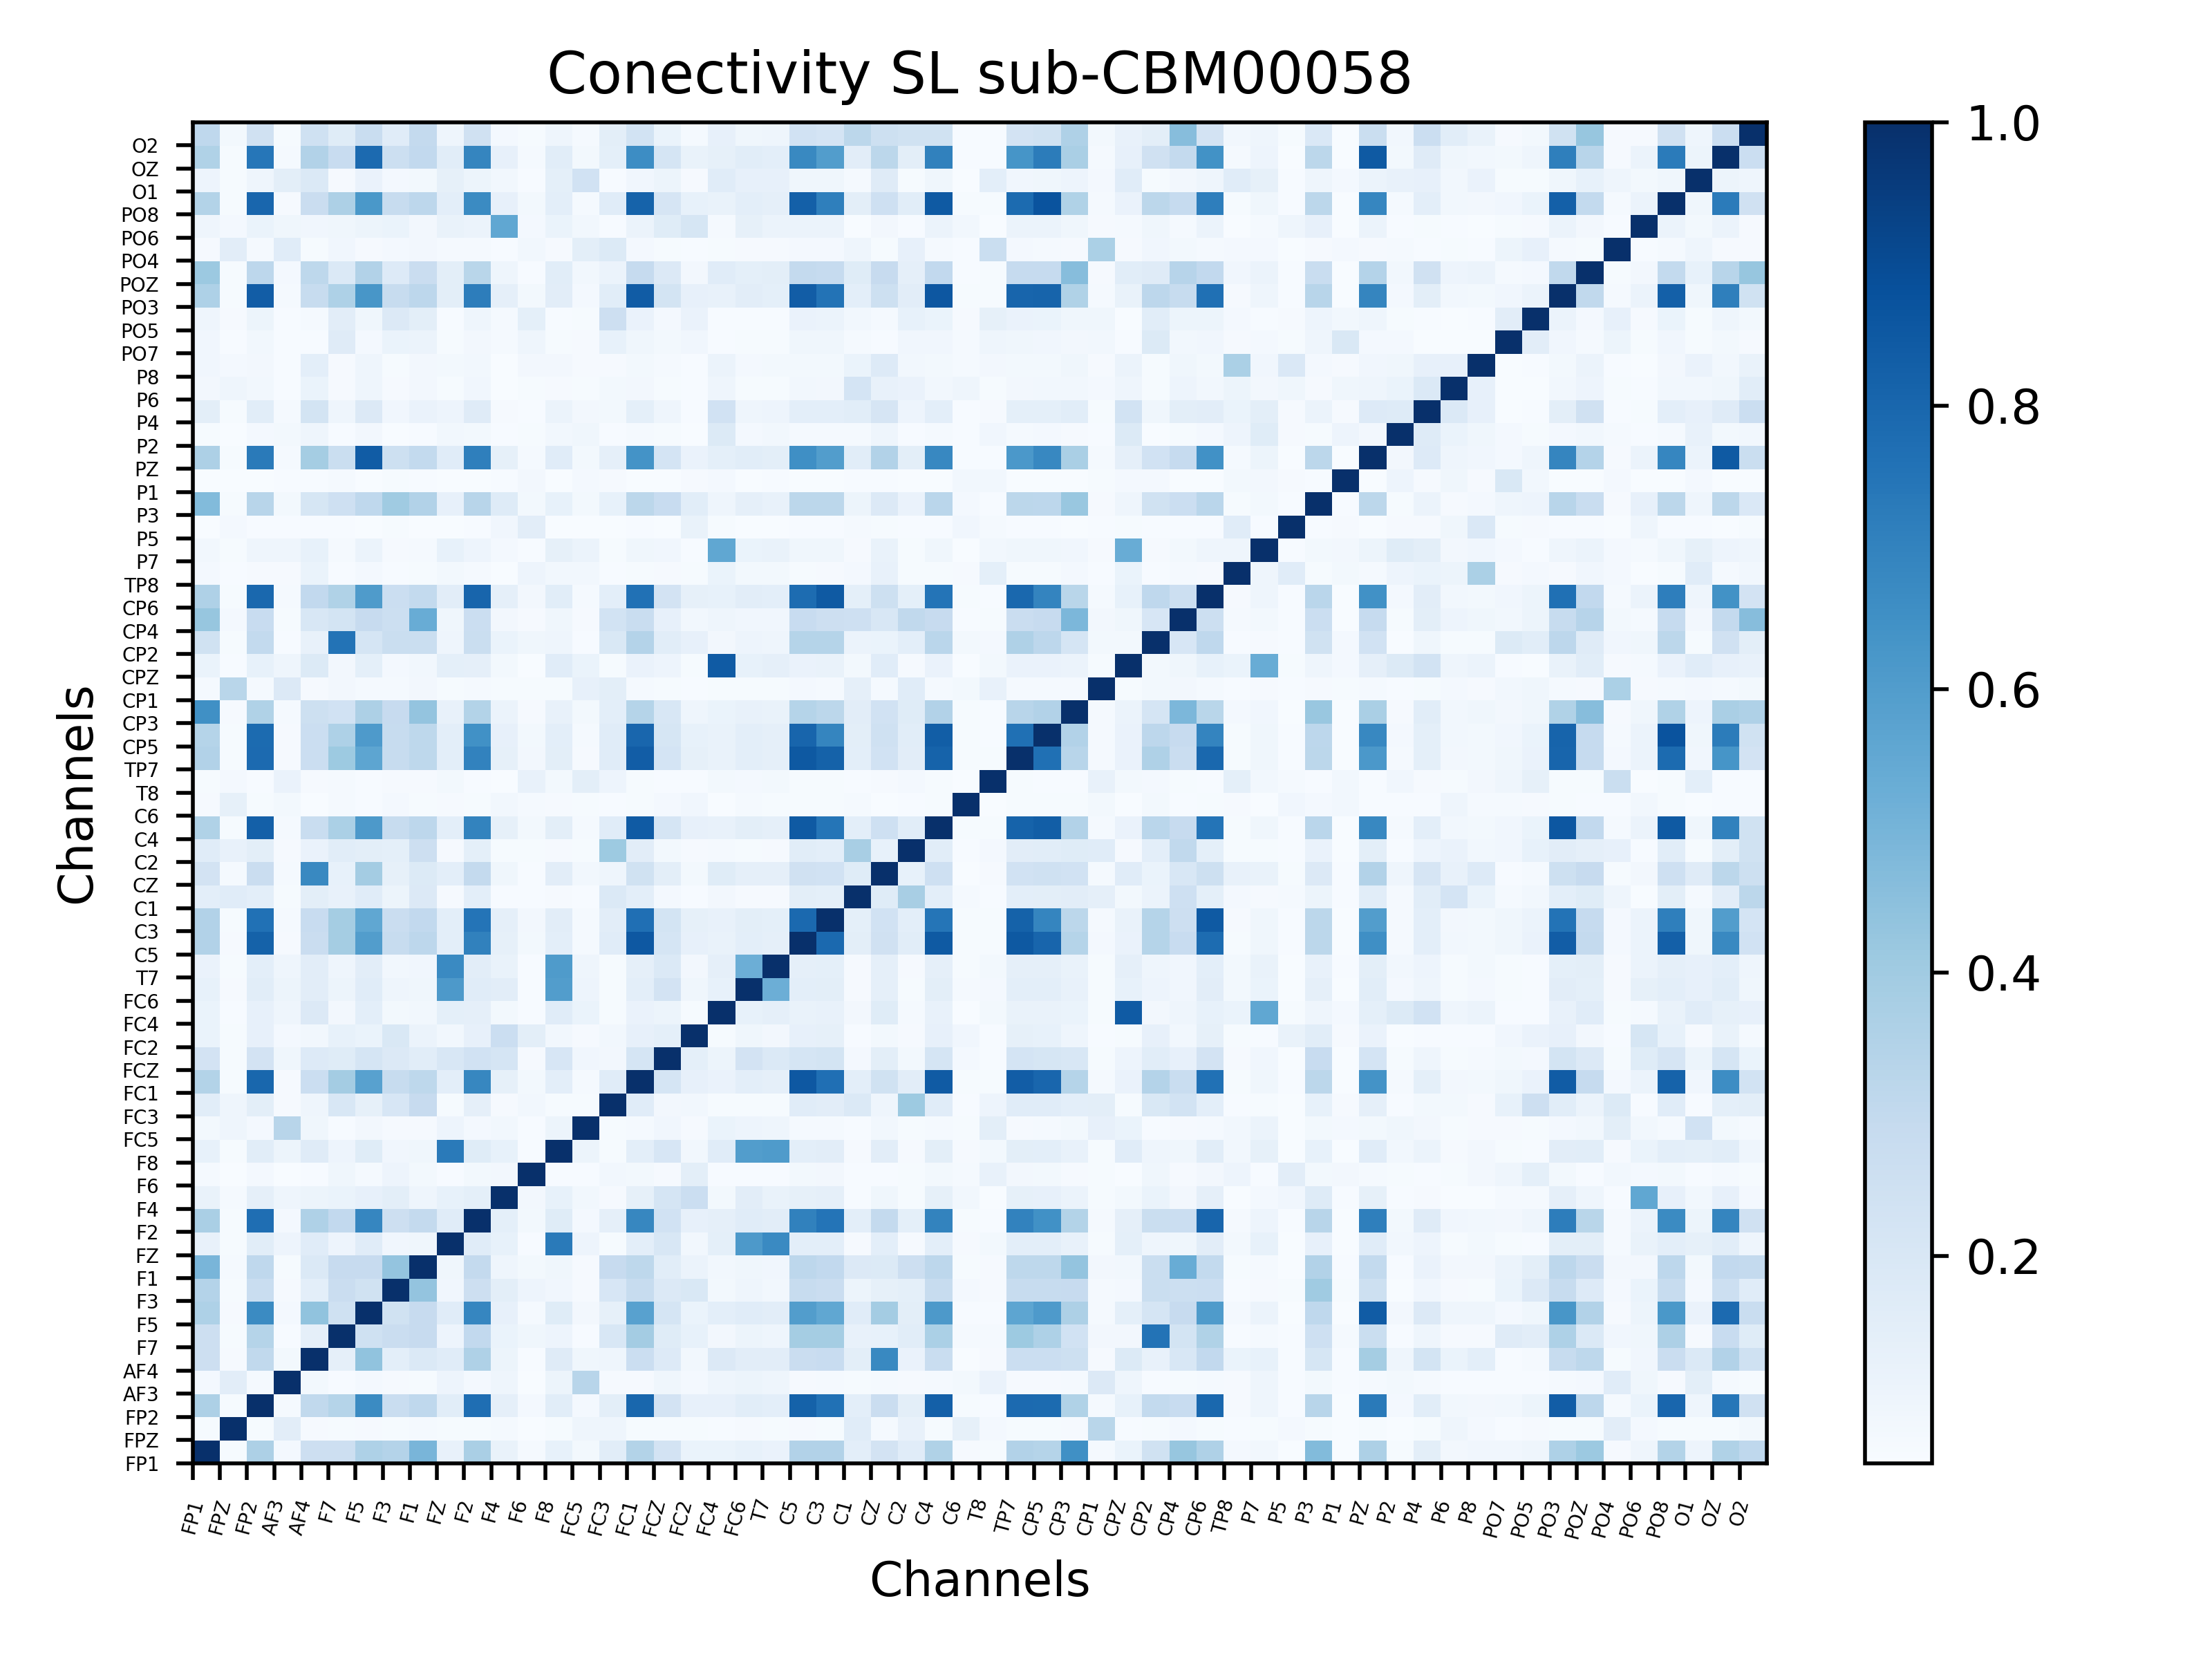 Conectivity SL sub-CBM00058
O2
OZ
O1
PO8
PO6
PO4
POZ
PO3
PO5
PO7
P8
P6
P4
P2
PZ
P1
P3
P5
P7
TP8
CP6
CP4
CP2
CPZ
CP1
CP3
CP5
TP7
T8
C6
C4
C2
CZ
C1
C3
C5
T7
FC6
FC4
FC2
FCZ
FC1
FC3
FC5
F8
F6
F4
F2
FZ
F1
F3
F5
F7
AF4
AF3
FP2
FPZ
FP1
Channels
FP1 FPZ FP2 AF3 AF4 F7 F5 F3 F1 FZ F2 F4 F6 F8 FC5 FC3 FC1 FCZ FC2 FC4 FC6 T7 C5 C3 C1 CZ C2 C4 C6 T8 TP7 CP5 CP3 CP1 CPZ CP2 CP4 CP6 TP8 P7 P5 P3 P1 PZ P2 P4 P6 P8 PO7 PO5 PO3 POZ PO4 PO6 PO8 O1 OZ O2
Channels
1.0
0.8
0.6
0.4
0.2